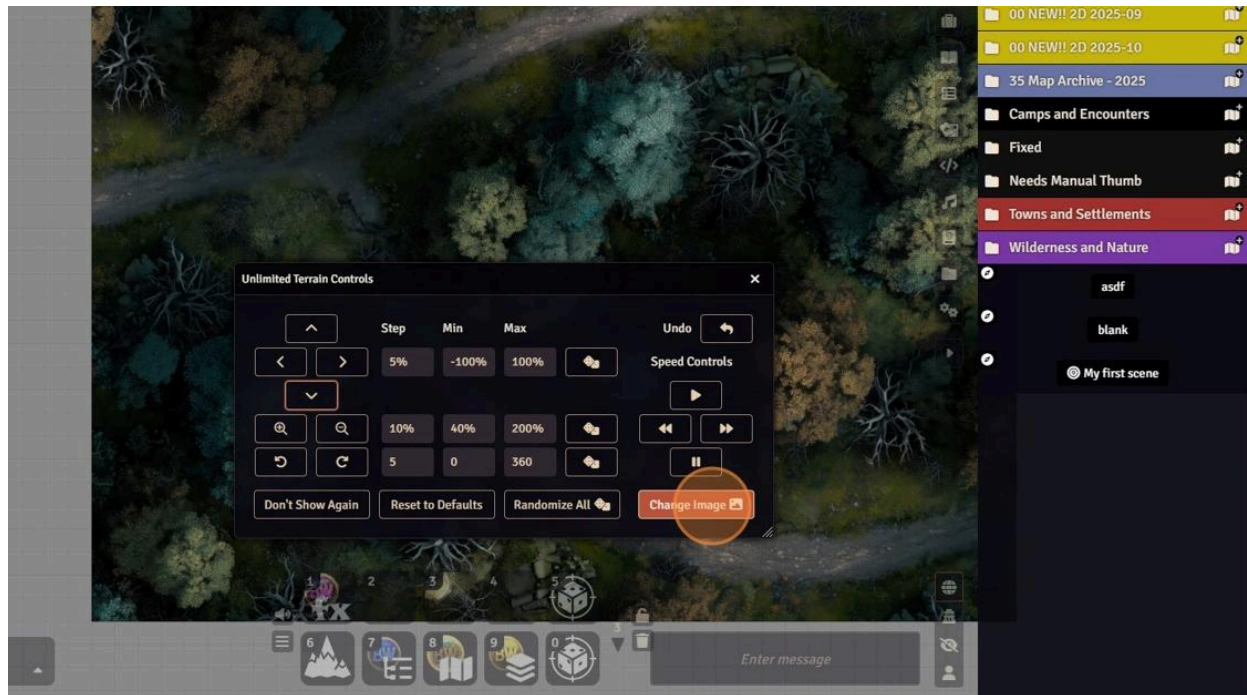 00 NEW!! 2D 2025-09
00 NEW!! 2D 2025-10
35 Map Archive - 2025
Camps and Encounters
Fixed
Needs Manual Thumb
Towns and Settlements
Wilderness and Nature
asdf
blank
My first scene
Unlimited Terrain Controls
Step Min Max Undo
5% -100% 100% Speed Controls
10% 40% 200%
5 0 360
Don't Show Again Reset to Defaults Randomize All Change Image
1 2 3 4 5
fx
6 7 8 9 0 3
Enter message